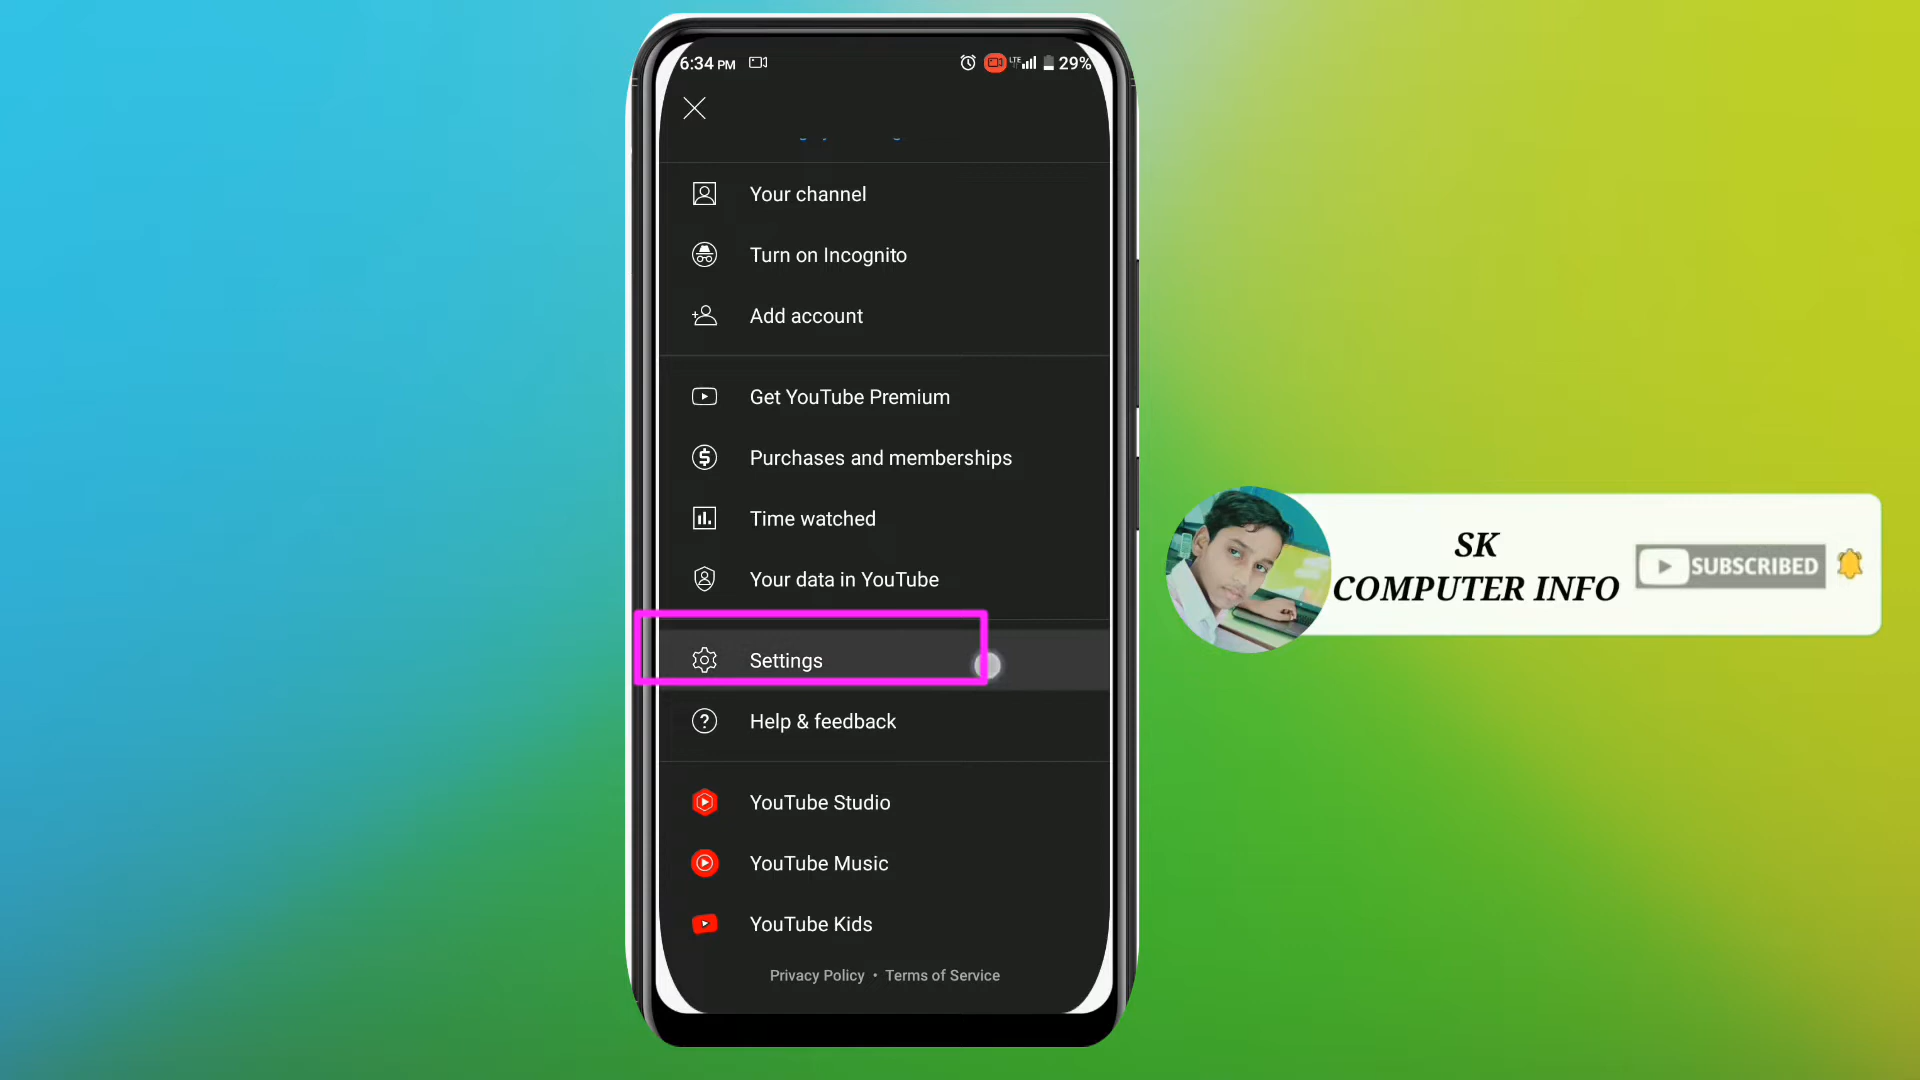 6:34 PM
LTE 29%
Your channel
Turn on Incognito
Add account
Get YouTube Premium
Purchases and memberships
Time watched
Your data in YouTube
Settings
Help & feedback
YouTube Studio
YouTube Music
YouTube Kids
Privacy Policy • Terms of Service
SK
COMPUTER INFO
SUBSCRIBED